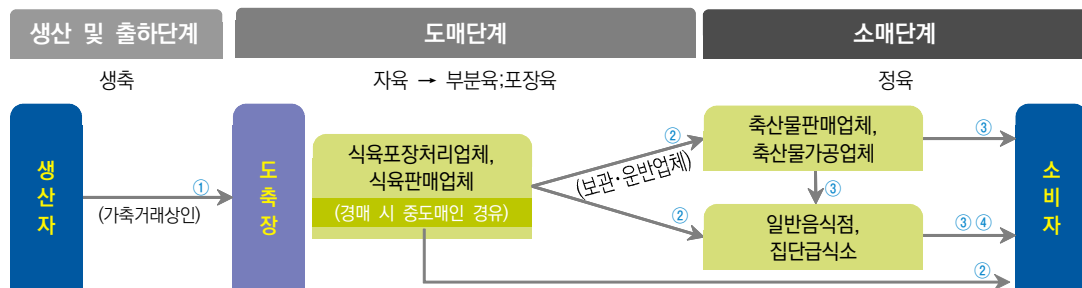 생산 및 출하단계
도매단계
소매단계
생축
자육 → 부분육;포장육
정육
생산자
①
(가축거래상인)
도축장
식육포장처리업체,
식육판매업체
(경매 시 중도매인 경유)
②
(보관·운반업체)
②
축산물판매업체,
축산물가공업체
③
③
일반음식점,
집단급식소
③ ④
②
소비자